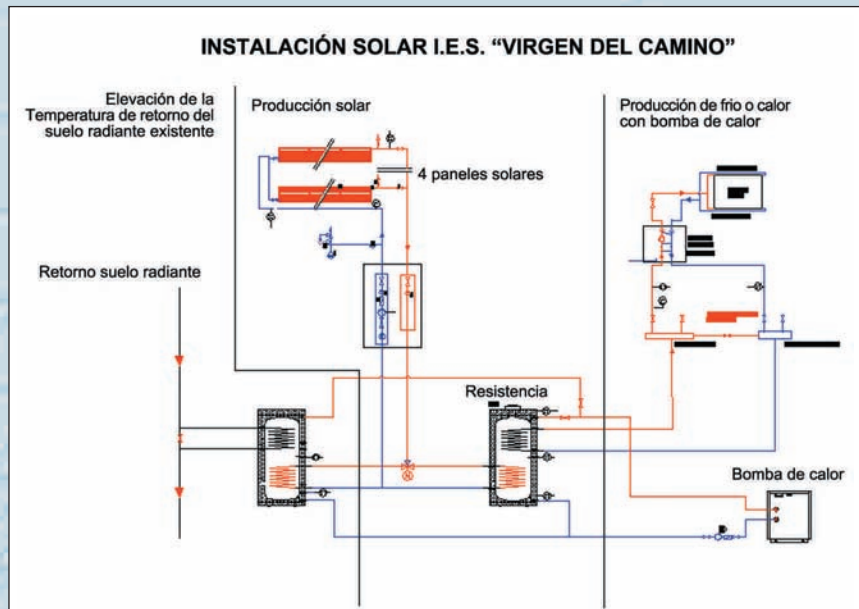 INSTALACIÓN SOLAR I.E.S. “VIRGEN DEL CAMINO”
Elevación de la
Temperatura de retorno del
suelo radiante existente
Producción solar
Producción de frio o calor
con bomba de calor
4 paneles solares
Retorno suelo radiante
Resistencia
Bomba de calor